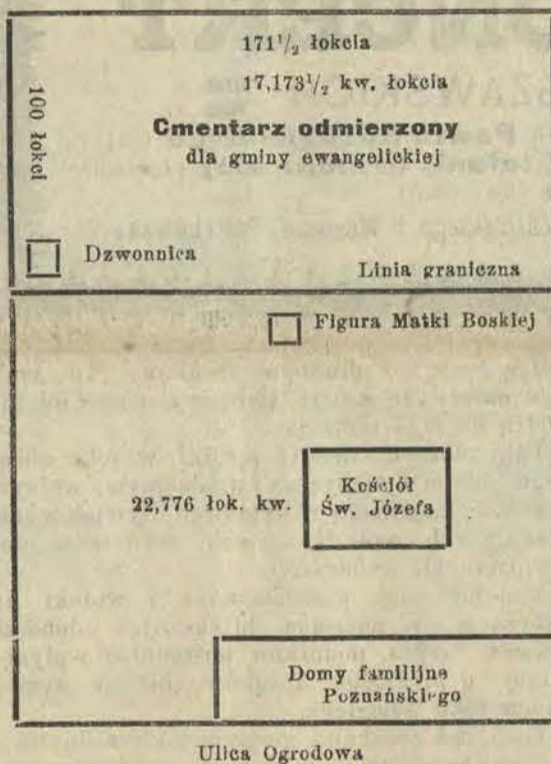 171¹/₂ łokcia
17,173¹/₂ kw. łokcia
100 łokci
Cmentarz odmierzony
dla gminy ewangelickiej
Dzwonnica
Linia graniczna
Figura Matki Boskiej
22,776 łok. kw.
Kościół
Św. Józefa
Domy familijne
Poznańskiego
Ulica Ogrodowa